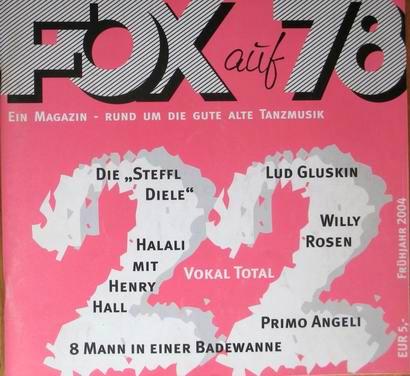 FOX auf 78
EIN MAGAZIN - RUND UM DIE GUTE ALTE TANZMUSIK
22
DIE „STEFFL
DIELE“
LUD GLUSKIN
WILLY
ROSEN
HALALI
MIT
HENRY
HALL
VOKAL TOTAL
PRIMO ANGELI
8 MANN IN EINER BADEWANNE
EUR 5,- FRÜHJAHR 2004